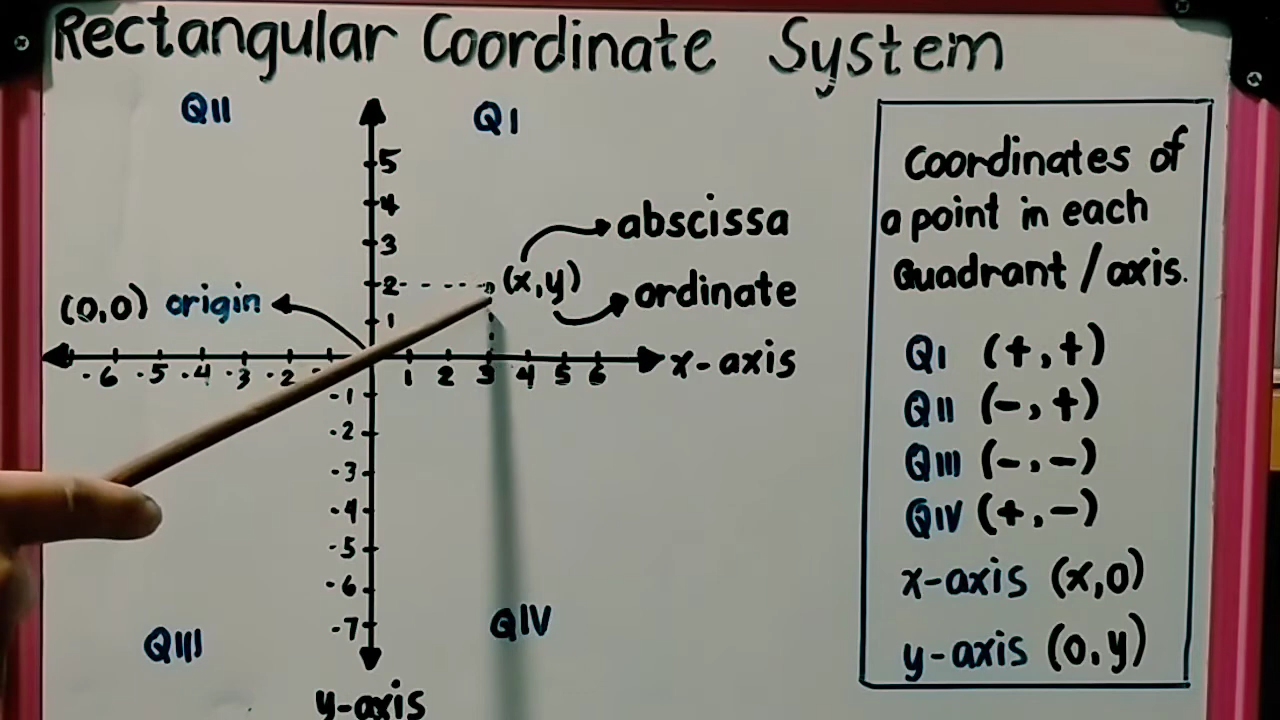 Rectangular Coordinate System
QII
QI
5
4
3
2
1
(x,y)
abscissa
ordinate
(0,0) origin
x-axis
-6 -5 -4 -3 -2 - 1 2 3 4 5 6
-1
-2
-3
-4
-5
-6
-7
QIII
QIV
y-axis
Coordinates of
a point in each
Quadrant / axis.
QI (+,+)
QII (-,+)
QIII (-,-)
QIV (+,-)
x-axis (x,0)
y-axis (0,y)